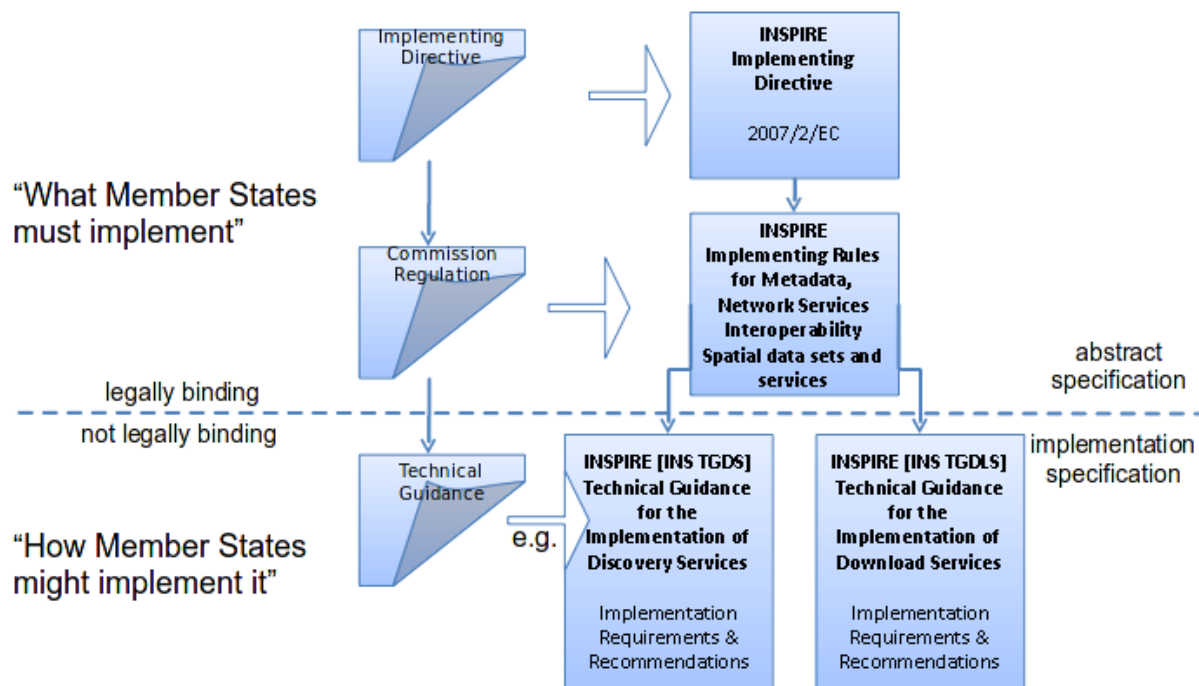 Implementing
Directive
INSPIRE
Implementing
Directive
2007/2/EC
“What Member States
must implement”
Commission
Regulation
INSPIRE
Implementing Rules
for Metadata,
Network Services
Interoperability
Spatial data sets and
services
abstract
specification
legally binding
not legally binding
implementation
specification
Technical
Guidance
e.g.
INSPIRE [INS TGDS]
Technical Guidance
for the
Implementation of
Discovery Services
Implementation
Requirements &
Recommendations
INSPIRE [INS TGDLS]
Technical Guidance
for the
Implementation of
Download Services
Implementation
Requirements &
Recommendations
“How Member States
might implement it”